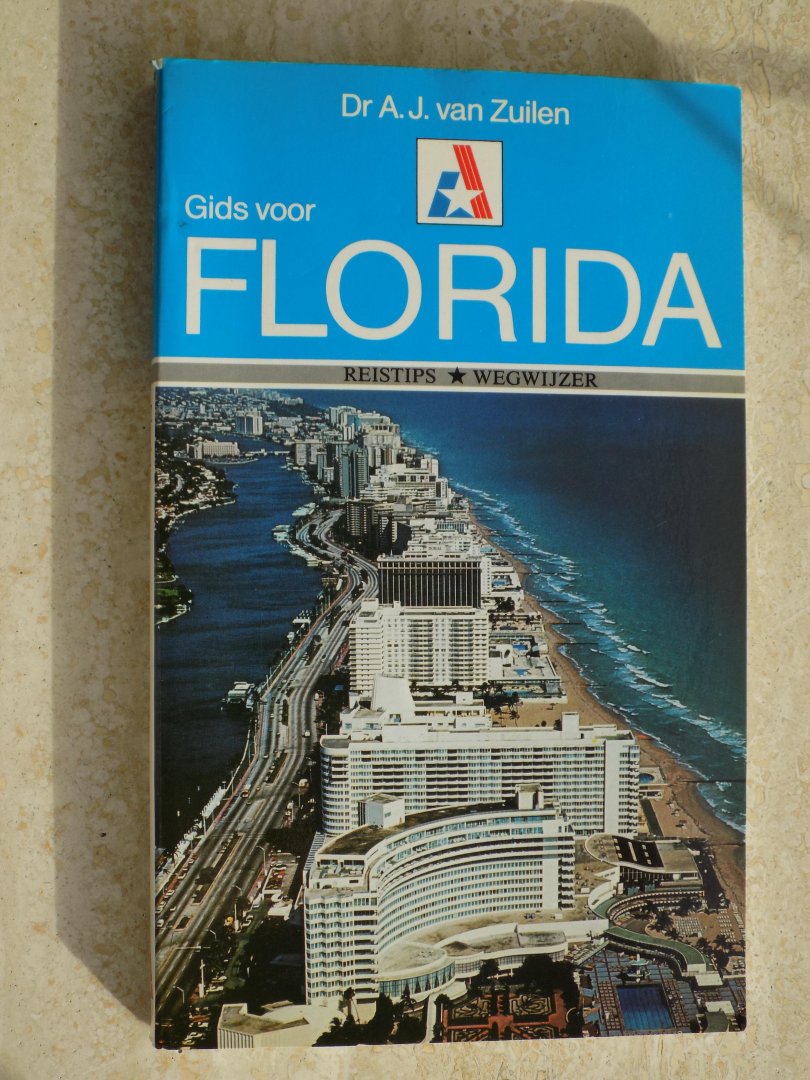 Dr A. J. van Zuilen
Gids voor
FLORIDA
REISTIPS ★ WEGWIJZER